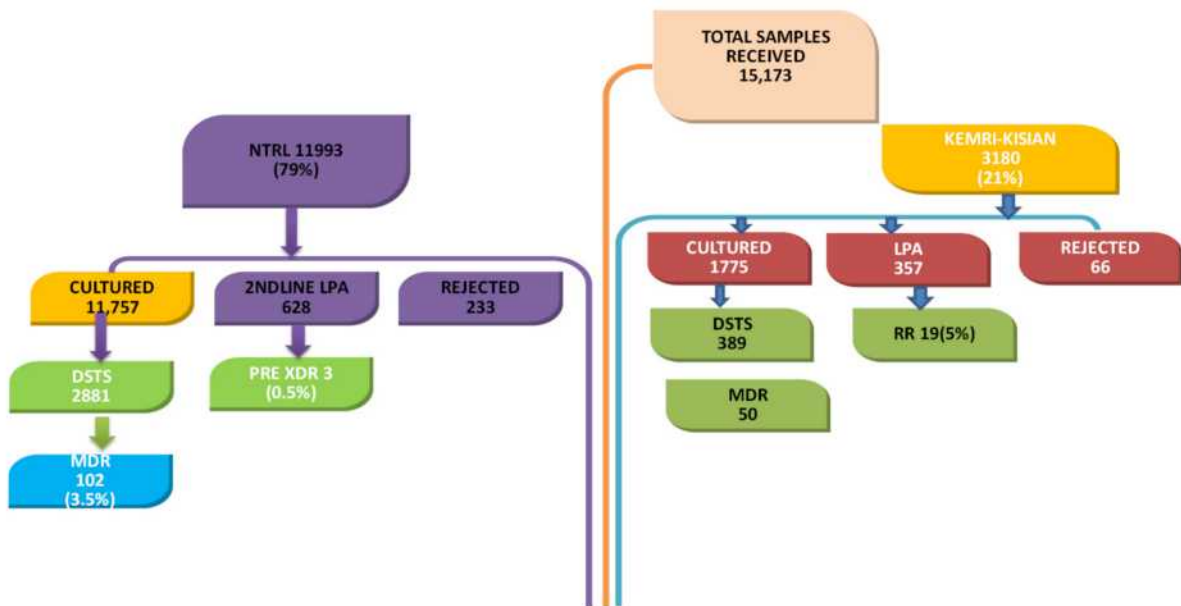 TOTAL SAMPLES
RECEIVED
15,173
NTRL 11993
(79%)
KEMRI-KISIAN
3180
(21%)
CULTURED
11,757
2NDLINE LPA
628
REJECTED
233
CULTURED
1775
LPA
357
REJECTED
66
DSTS
2881
PRE XDR 3
(0.5%)
DSTS
389
RR 19(5%)
MDR
50
MDR
102
(3.5%)